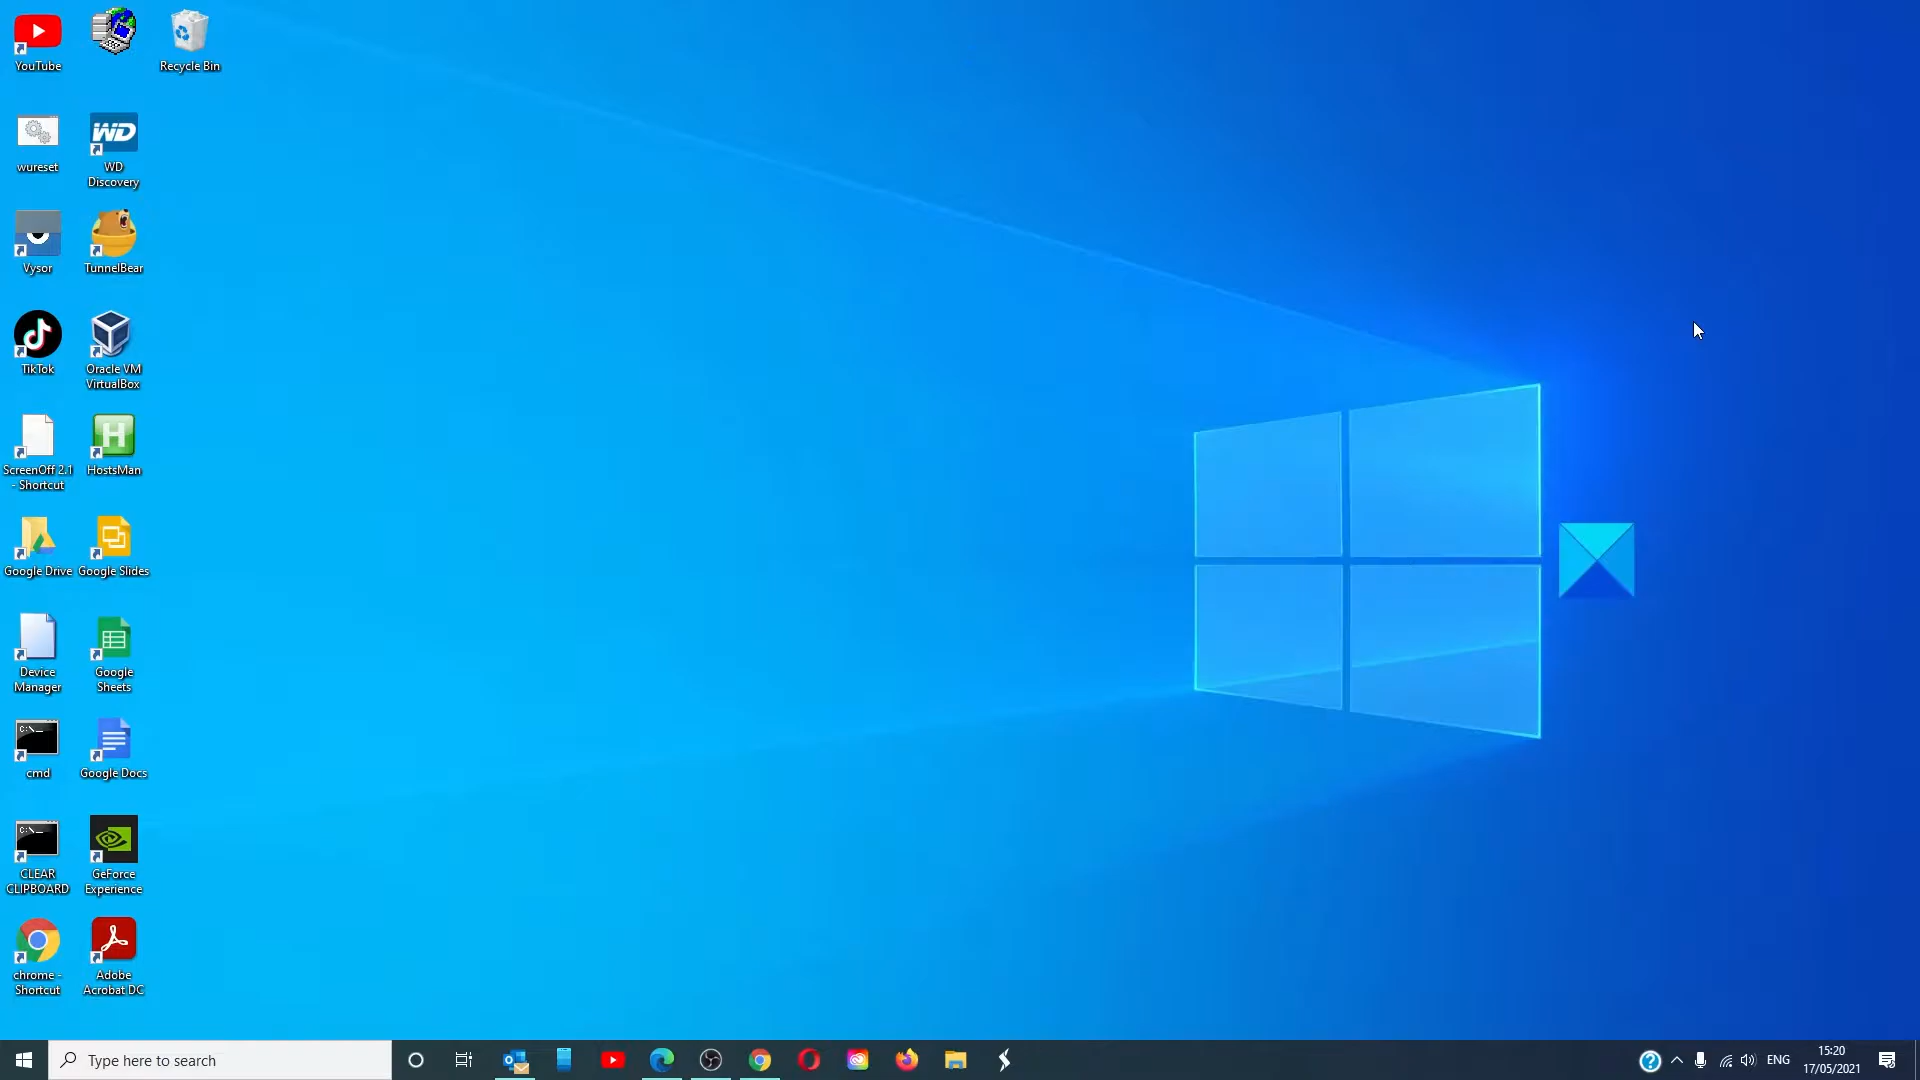 YouTube
Recycle Bin
wureset
WD
WD
Discovery
Vysor
TunnelBear
TikTok
Oracle VM
VirtualBox
ScreenOff 2.1
- Shortcut
H
HostsMan
Google Drive
Google Slides
Device
Manager
Google
Sheets
C:\_
cmd
Google Docs
C:\_
CLEAR
CLIPBOARD
GeForce
Experience
chrome -
Shortcut
Adobe
Acrobat DC
Type here to search
ENG
15:20
17/05/2021